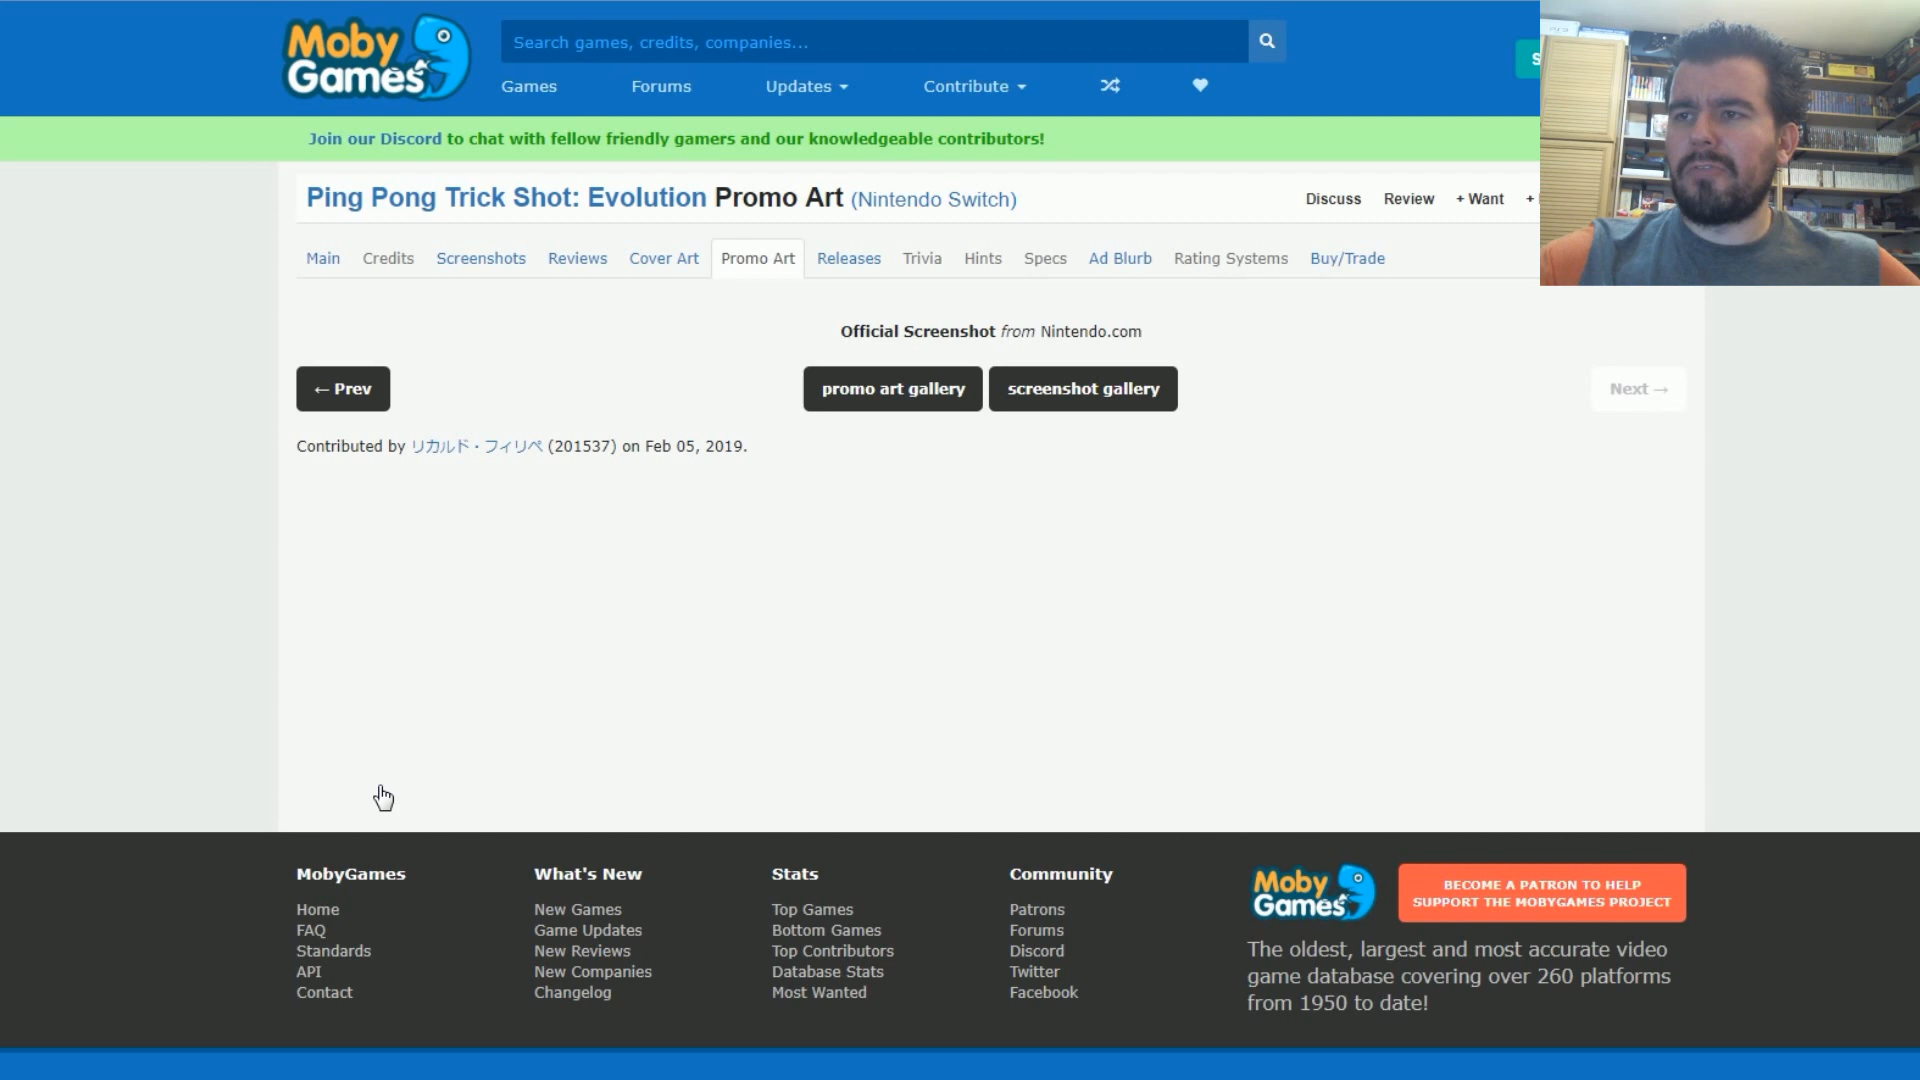 Moby
Games
Search games, credits, companies...
Games Forums Updates Contribute
Join our Discord to chat with fellow friendly gamers and our knowledgeable contributors!
Ping Pong Trick Shot: Evolution Promo Art (Nintendo Switch)
Discuss Review + Want +
Main Credits Screenshots Reviews Cover Art Promo Art Releases Trivia Hints Specs Ad Blurb Rating Systems Buy/Trade
Official Screenshot from Nintendo.com
← Prev promo art gallery screenshot gallery Next →
Contributed by リカルド・フィリペ (201537) on Feb 05, 2019.
MobyGames
Home
FAQ
Standards
API
Contact
What's New
New Games
Game Updates
New Reviews
New Companies
Changelog
Stats
Top Games
Bottom Games
Top Contributors
Database Stats
Most Wanted
Community
Patrons
Forums
Discord
Twitter
Facebook
Moby
Games
BECOME A PATRON TO HELP
SUPPORT THE MOBYGAMES PROJECT
The oldest, largest and most accurate video
game database covering over 260 platforms
from 1950 to date!